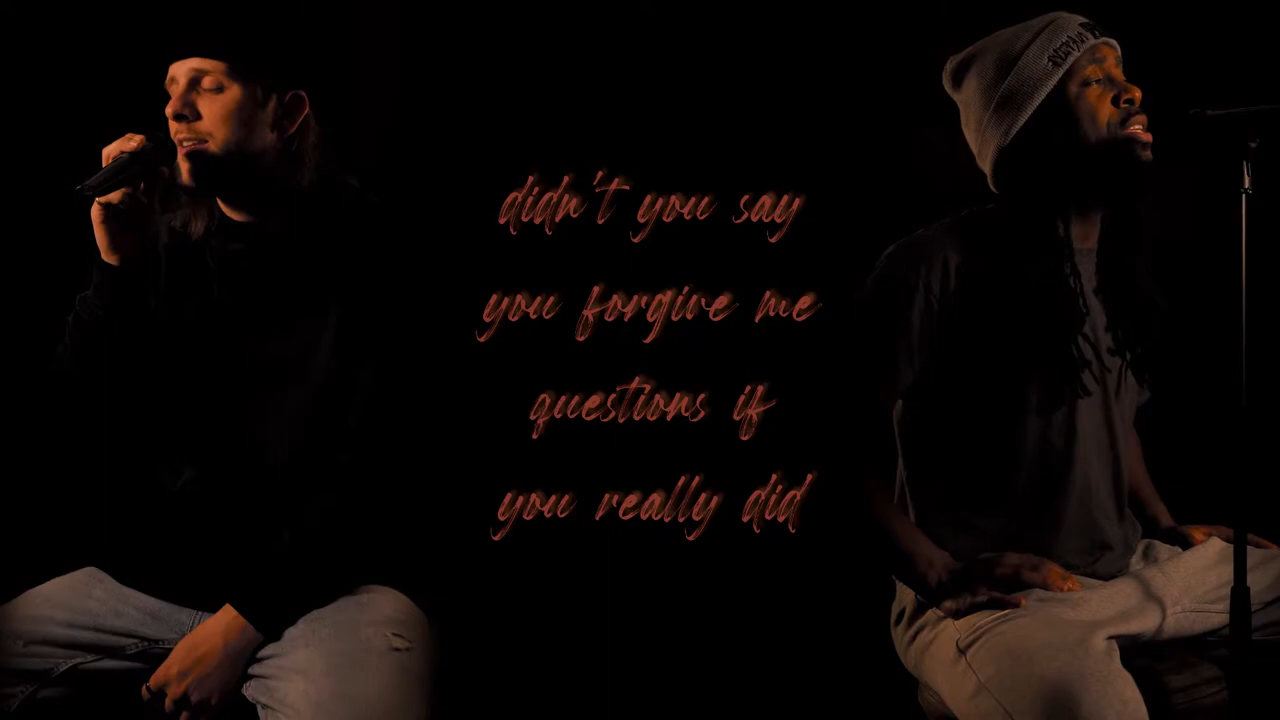 didn't you say
you forgive me
questions if
you really did